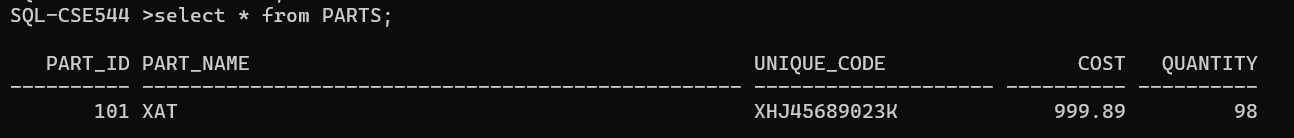 SQL-CSE544 >select * from PARTS;
   PART_ID PART_NAME                                          UNIQUE_CODE                COST   QUANTITY
---------- -------------------------------------------------- -------------------- ---------- ----------
       101 XAT                                                XHJ45689023K             999.89         98